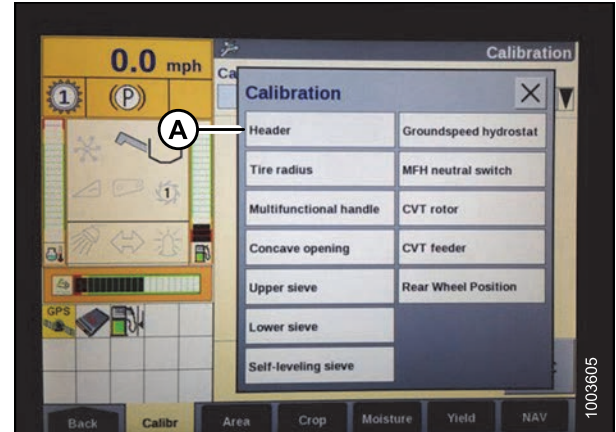 0.0 mph
Calibration
Ca
1
(P)
Calibration
A
Header
Groundspeed hydrostat
Tire radius
MFH neutral switch
1
Multifunctional handle
CVT rotor
Concave opening
CVT feeder
Upper sieve
Rear Wheel Position
GPS
Lower sieve
Self-leveling sieve
Back
Calibr
Area
Crop
Moisture
Yield
NAV
1003605